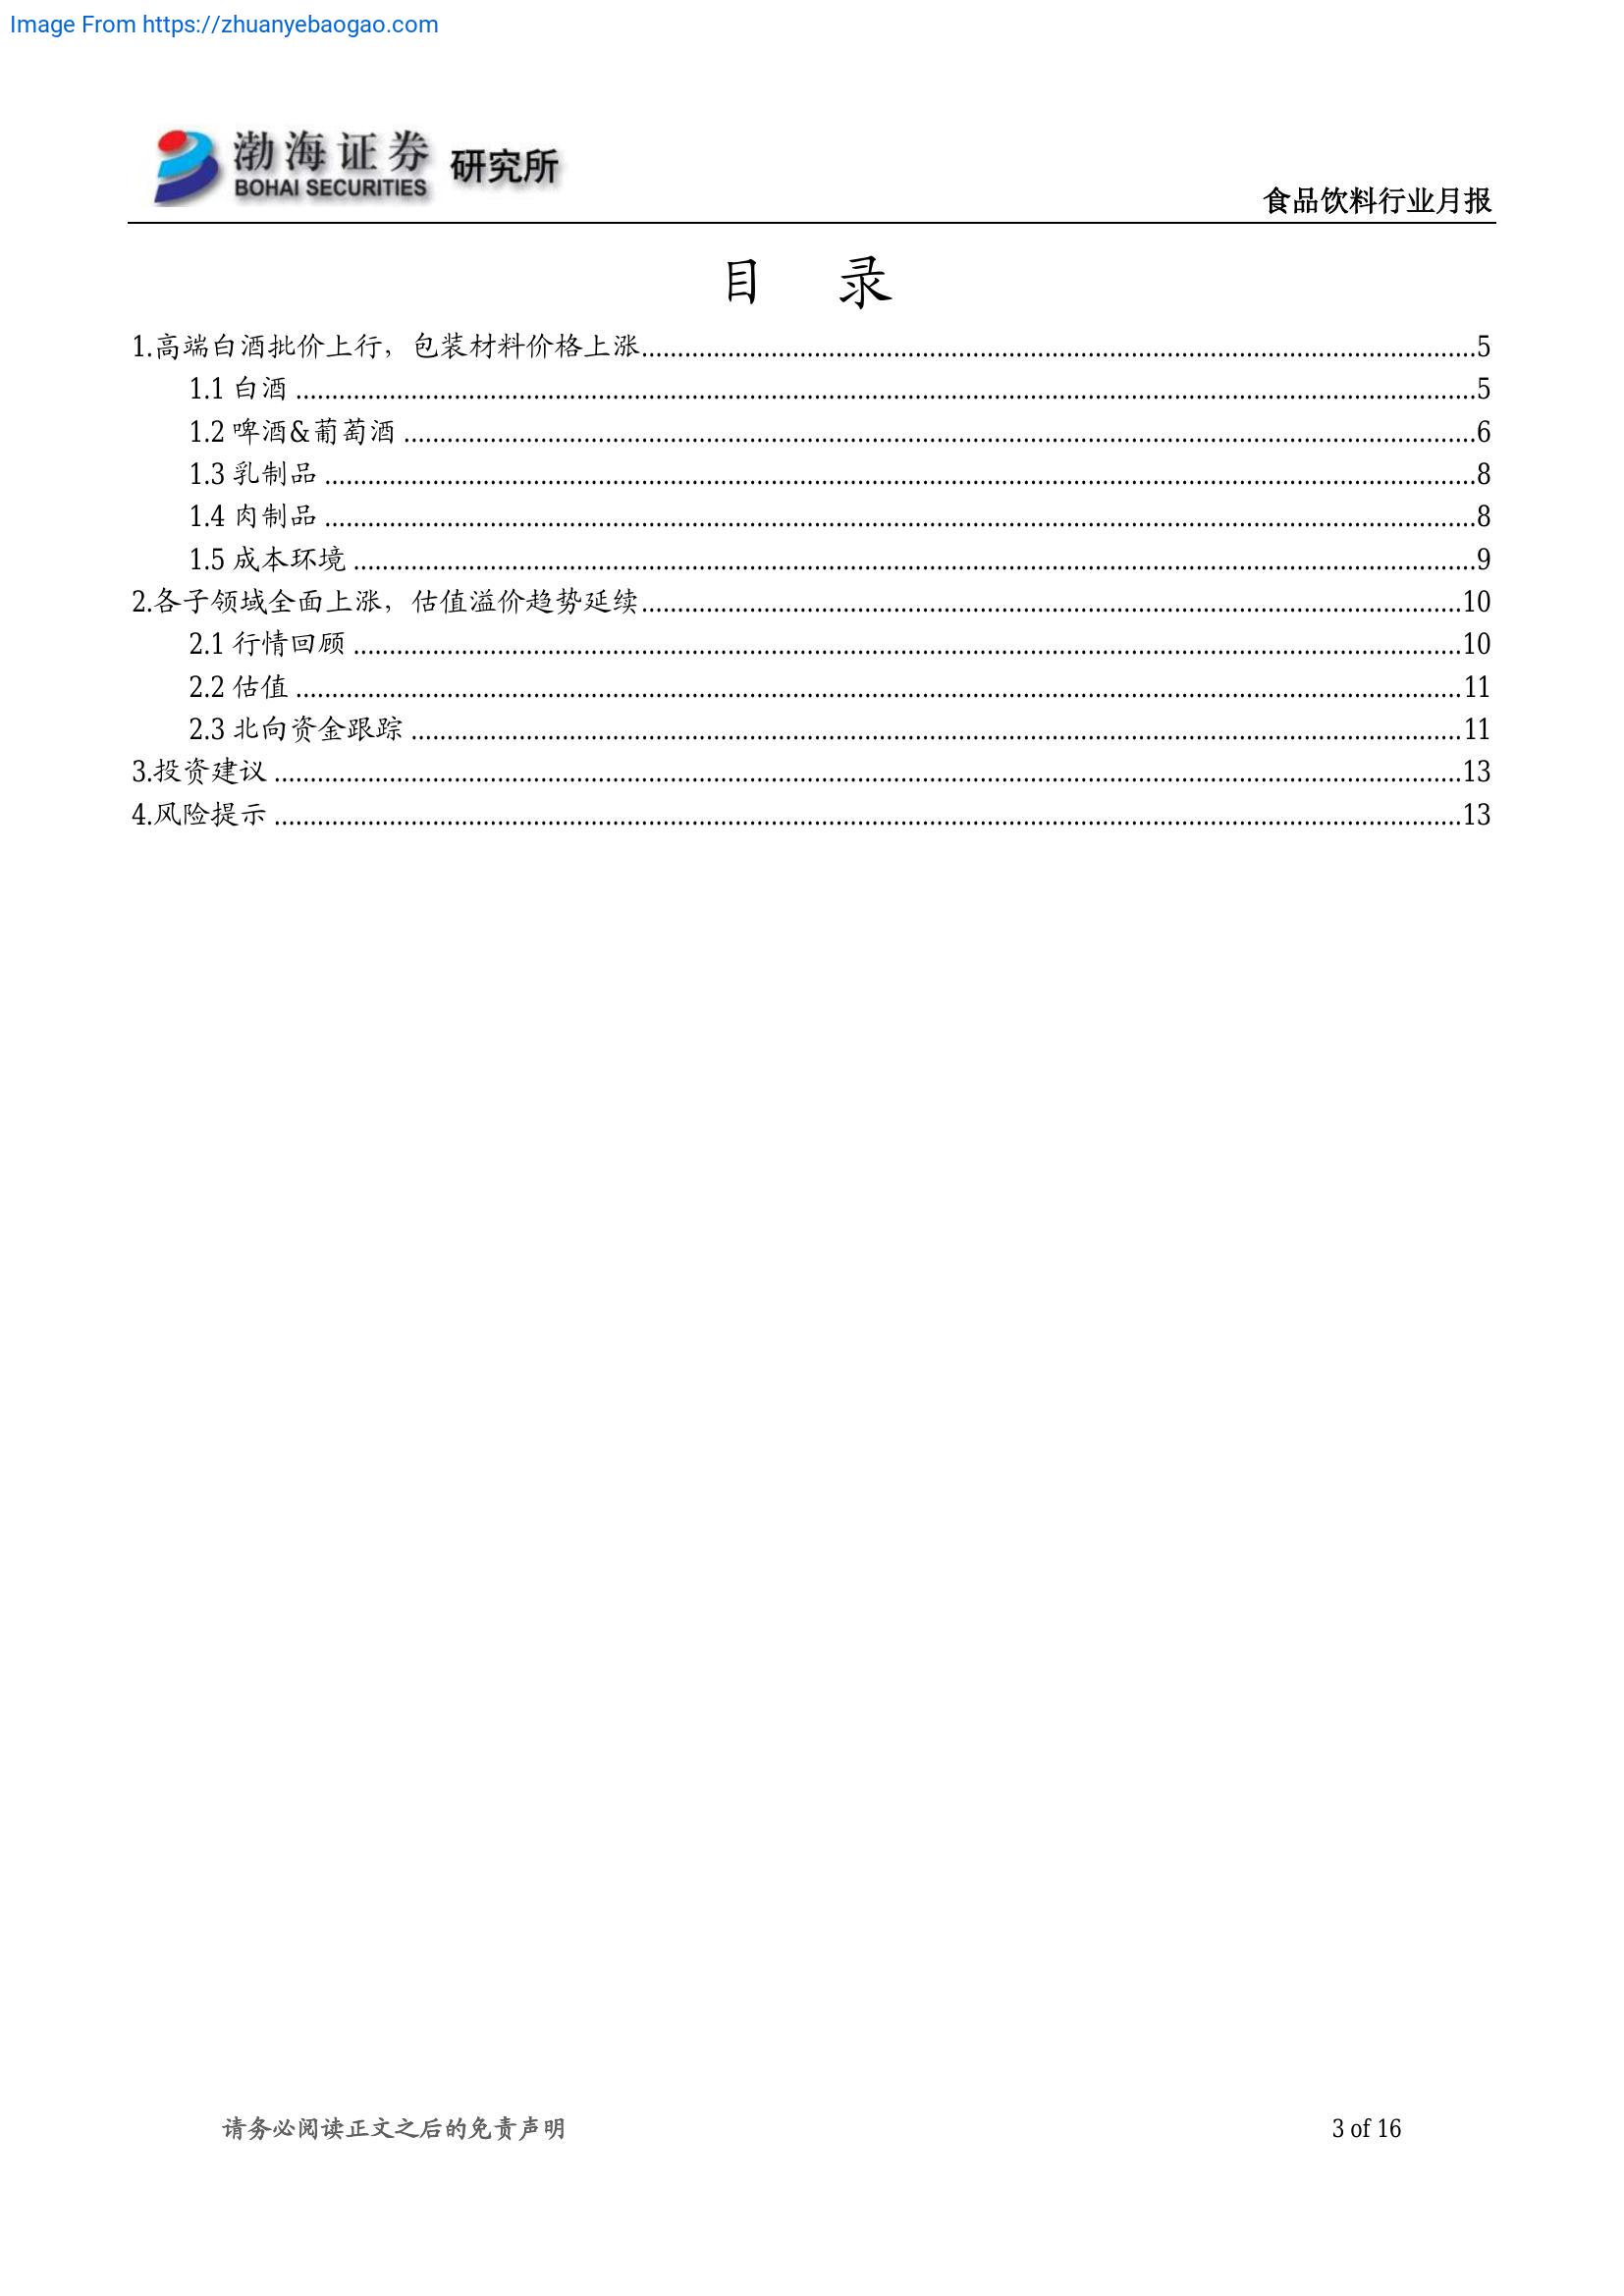 Image From https://zhuanyebaogao.com
渤海证券 研究所
BOHAI SECURITIES
食品饮料行业月报
目 录
1.高端白酒批价上行，包装材料价格上涨........................................5
1.1 白酒........................................5
1.2 啤酒&葡萄酒........................................6
1.3 乳制品........................................8
1.4 肉制品........................................8
1.5 成本环境........................................9
2.各子领域全面上涨，估值溢价趋势延续........................................10
2.1 行情回顾........................................10
2.2 估值........................................11
2.3 北向资金跟踪........................................11
3.投资建议........................................13
4.风险提示........................................13
请务必阅读正文之后的免责声明
3 of 16